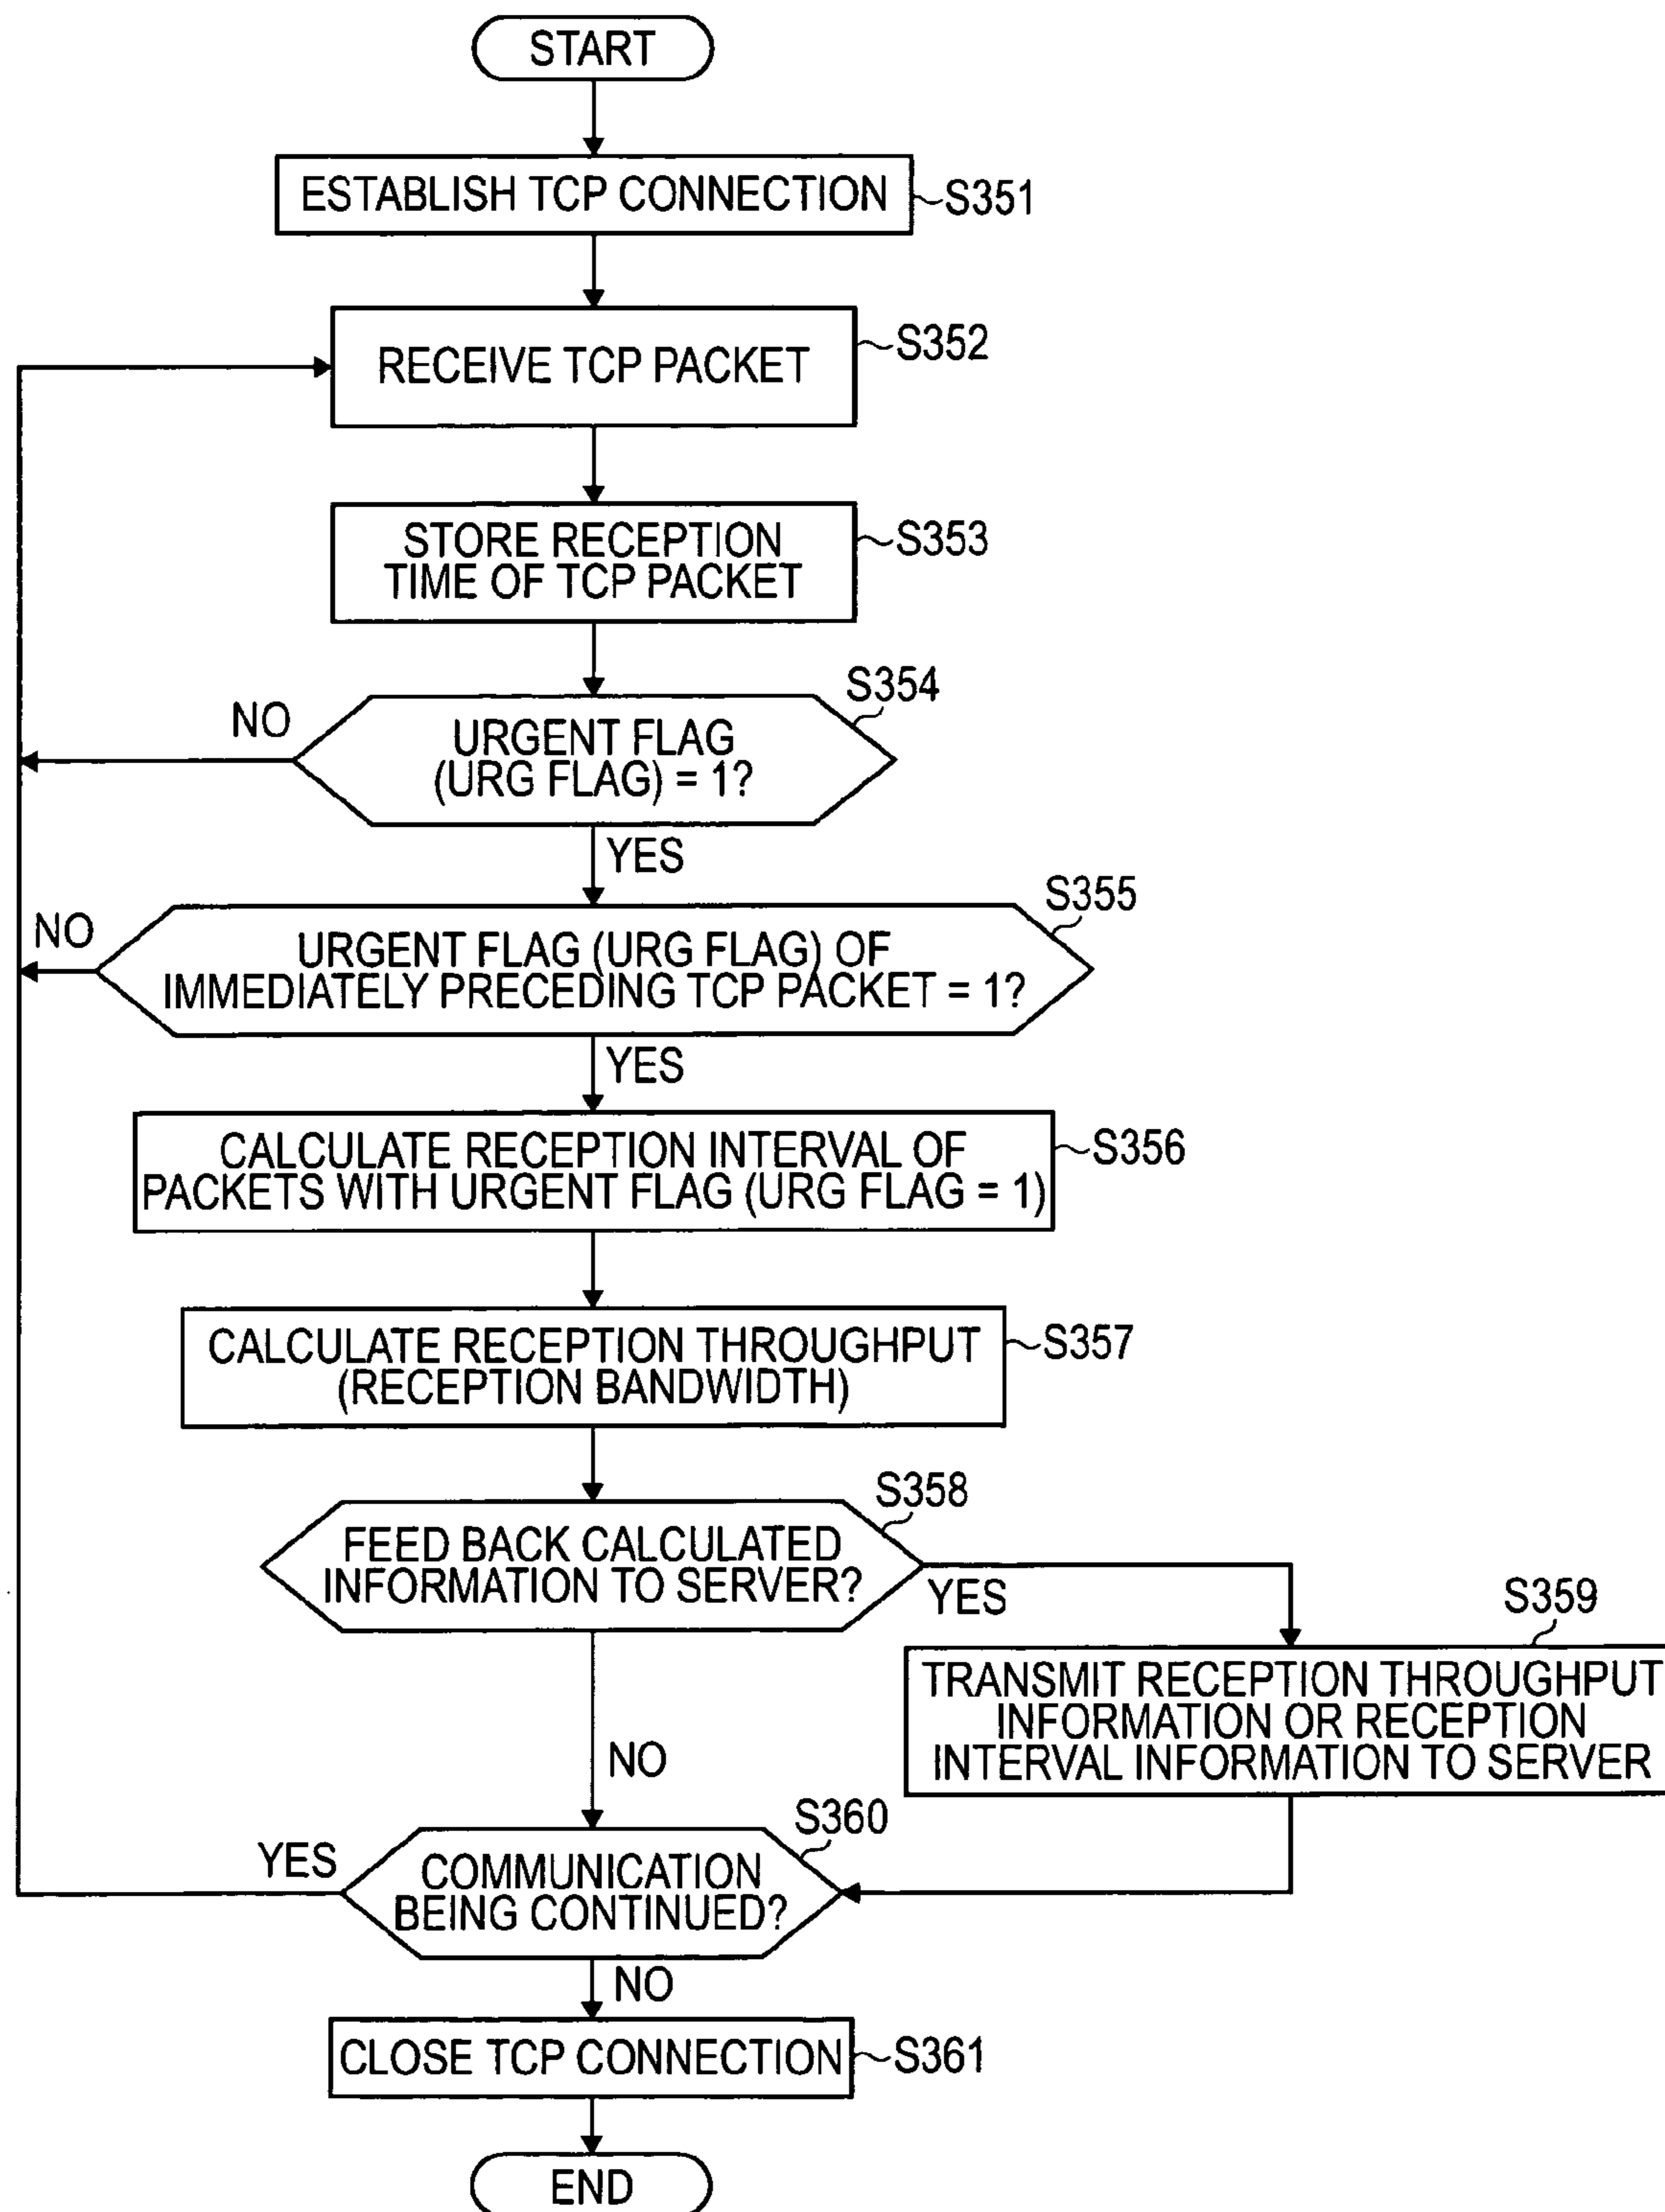 START
ESTABLISH TCP CONNECTION
S351
RECEIVE TCP PACKET
S352
STORE RECEPTION
TIME OF TCP PACKET
S353
S354
NO
URGENT FLAG
(URG FLAG) = 1?
YES
S355
NO
URGENT FLAG (URG FLAG) OF
IMMEDIATELY PRECEDING TCP PACKET = 1?
YES
CALCULATE RECEPTION INTERVAL OF
PACKETS WITH URGENT FLAG (URG FLAG = 1)
S356
CALCULATE RECEPTION THROUGHPUT
(RECEPTION BANDWIDTH)
S357
S358
FEED BACK CALCULATED
INFORMATION TO SERVER?
YES
S359
TRANSMIT RECEPTION THROUGHPUT
INFORMATION OR RECEPTION
INTERVAL INFORMATION TO SERVER
NO
S360
YES
COMMUNICATION
BEING CONTINUED?
NO
CLOSE TCP CONNECTION
S361
END